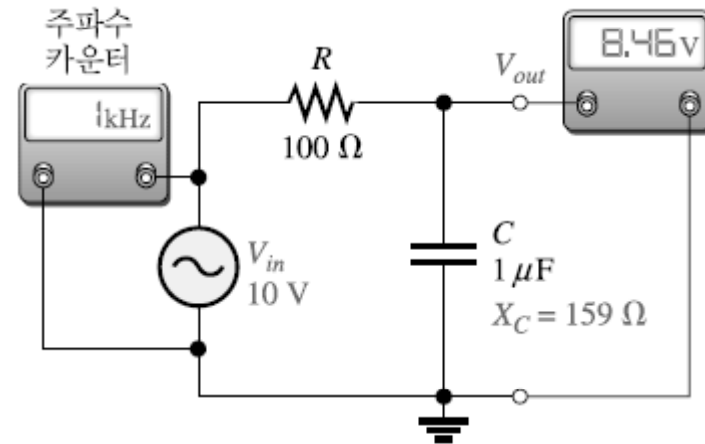 주파수
카운터
1kHz
R
100 Ω
V_out
8.46V
V_in
10 V
C
1 μF
X_C = 159 Ω